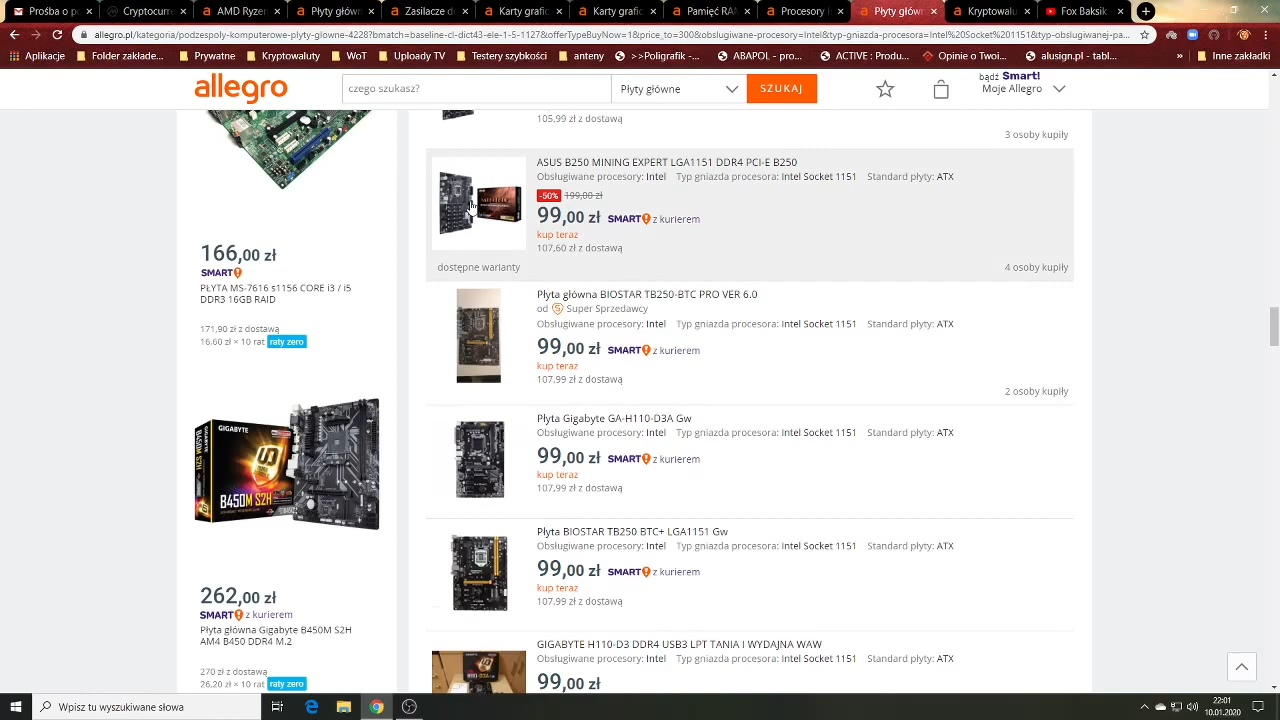 Prośba o po
Cryptocurre
AMD Ryzen
Płyty główn
Zasilacze do
Karty grafic
Karty grafic
Pamięć RA
Procesory I
Płyty główn
Kryptowalu
Fox Baksik
allegro.pl/kategoria/podzespoly-komputerowe-plyty-glowne-4228?bmatch=baseline-cl-dict43-ele-1-5-1127&offerTypeBuyNow=1&price_to=300&obslugiwane-procesory=Intel&typ-gniazda-procesora=Intel%20Socket%201151&typ-obslugiwanej-pa...
Aplikacje
Folder zakładek...
Kryptowaluty
WoT
Uploady TV
Testery szybkości
anteny
>>Poligrafik -...
ABAPOL -...
ACTIVE : Produ...
Opinie o Twoim...
alusign.pl - tabl...
Inne zakładki
allegro
czego szukasz?
Płyty główne
SZUKAJ
bądź Smart!
Moje Allegro
166,00 zł
SMART
PŁYTA MS-7616 s1156 CORE i3 / i5
DDR3 16GB RAID
171,90 zł z dostawą
16,60 zł × 10 rat raty zero
GIGABYTE
B450M S2H
262,00 zł
SMART z kurierem
Płyta główna Gigabyte B450M S2H
AM4 B450 DDR4 M.2
270 zł z dostawą
26,20 zł × 10 rat raty zero
105,99 zł z dostawą
3 osoby kupiły
ASUS B250 MINING EXPERT LGA1151 DDR4 PCI-E B250
Obsługiwane procesory: Intel Typ gniazda procesora: Intel Socket 1151 Standard płyty: ATX
-50% 199,00 zł
99,00 zł SMART z kurierem
kup teraz
107,60 zł z dostawą
dostępne warianty
4 osoby kupiły
Płyta główna BIOSTAR TB250-BTC PRO VER 6.0
od Super Sprzedawcy
Obsługiwane procesory: Intel Typ gniazda procesora: Intel Socket 1151 Standard płyty: ATX
99,00 zł SMART z kurierem
kup teraz
107,99 zł z dostawą
2 osoby kupiły
Płyta Gigabyte GA-H110-D3A Gw
Obsługiwane procesory: Intel Typ gniazda procesora: Intel Socket 1151 Standard płyty: ATX
99,00 zł SMART z kurierem
kup teraz
107,99 zł z dostawą
Płyta BIOSTAR TB250 BTC+ LGA1151 Gw
Obsługiwane procesory: Intel Typ gniazda procesora: Intel Socket 1151 Standard płyty: ATX
99,00 zł SMART z kurierem
kup teraz
107,99 zł z dostawą
GIGABYTE H110-D3 DDR4 USB3 LPT TANIA I WYDAJNA WAW
Obsługiwane procesory: Intel Typ gniazda procesora: Intel Socket 1151 Standard płyty: ATX
99,00 zł
Wpisz tu wyszukiwane słowa
22:01
10.01.2020